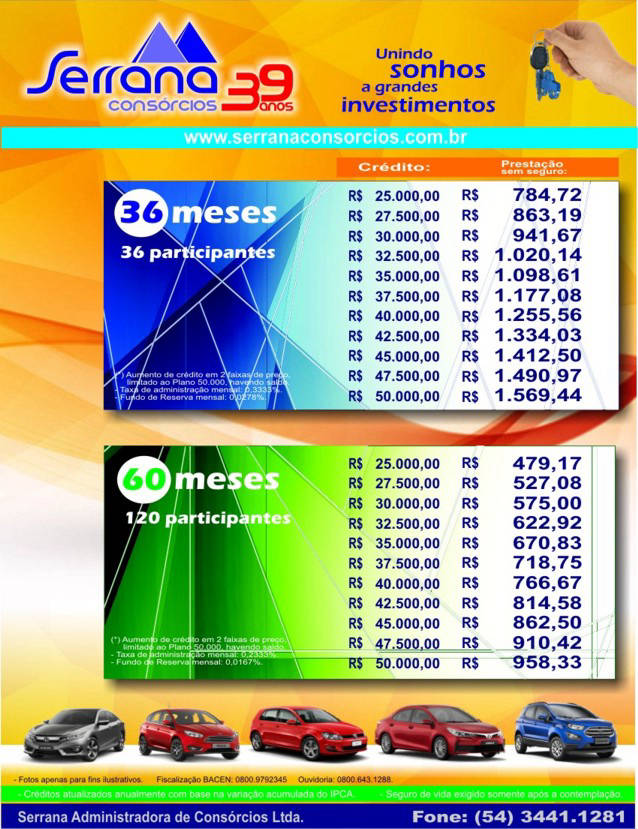 Serrana
CONSÓRCIOS
39
anos
Unindo
sonhos
a grandes
investimentos
www.serranaconsorcios.com.br
Crédito: Prestação
sem seguro:
36 meses
36 participantes
R$ 25.000,00 R$ 784,72
R$ 27.500,00 R$ 863,19
R$ 30.000,00 R$ 941,67
R$ 32.500,00 R$ 1.020,14
R$ 35.000,00 R$ 1.098,61
R$ 37.500,00 R$ 1.177,08
R$ 40.000,00 R$ 1.255,56
R$ 42.500,00 R$ 1.334,03
R$ 45.000,00 R$ 1.412,50
R$ 47.500,00 R$ 1.490,97
R$ 50.000,00 R$ 1.569,44
(*) Aumento de crédito em 2 faixas de preço,
limitado ao Plano 50.000, havendo saldo.
- Taxa de administração mensal: 0,3333%.
- Fundo de Reserva mensal: 0,0278%.
60 meses
120 participantes
R$ 25.000,00 R$ 479,17
R$ 27.500,00 R$ 527,08
R$ 30.000,00 R$ 575,00
R$ 32.500,00 R$ 622,92
R$ 35.000,00 R$ 670,83
R$ 37.500,00 R$ 718,75
R$ 40.000,00 R$ 766,67
R$ 42.500,00 R$ 814,58
R$ 45.000,00 R$ 862,50
R$ 47.500,00 R$ 910,42
R$ 50.000,00 R$ 958,33
(*) Aumento de crédito em 2 faixas de preço,
limitado ao Plano 50.000, havendo saldo.
- Taxa de administração mensal: 0,2333%.
- Fundo de Reserva mensal: 0,0167%.
- Fotos apenas para fins ilustrativos. Fiscalização BACEN: 0800.9792345 Ouvidoria: 0800.643.1288.
- Créditos atualizados anualmente com base na variação acumulada do IPCA. - Seguro de vida exigido somente após a contemplação.
Serrana Administradora de Consórcios Ltda. Fone: (54) 3441.1281